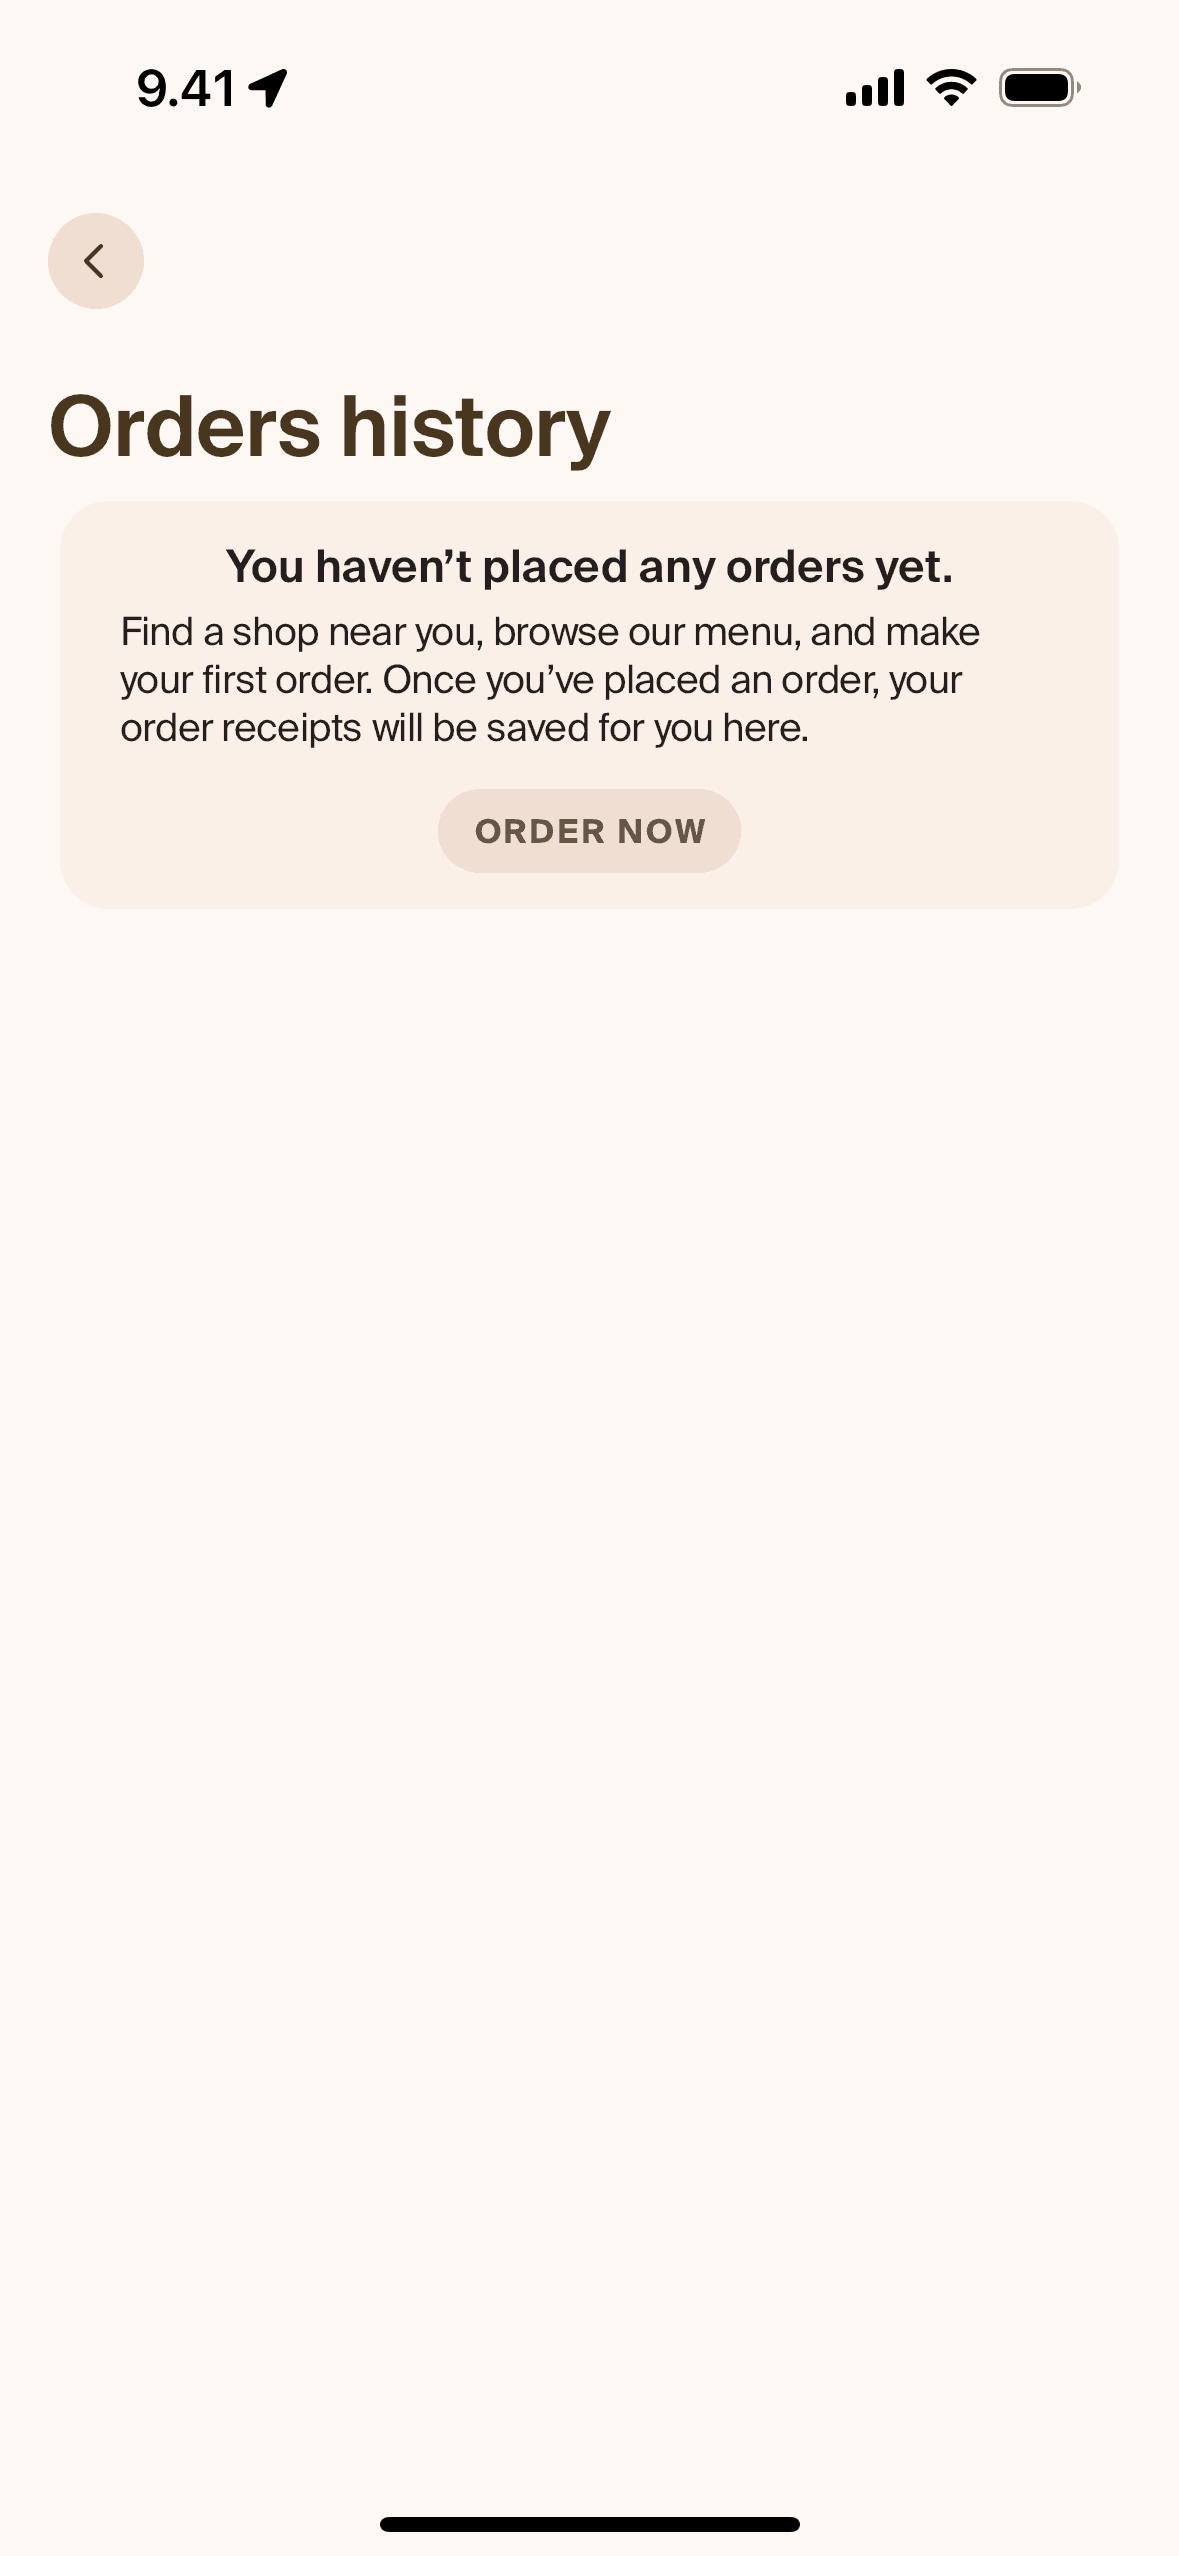 9.41
Orders history
You haven’t placed any orders yet.
Find a shop near you, browse our menu, and make
your first order. Once you’ve placed an order, your
order receipts will be saved for you here.
ORDER NOW